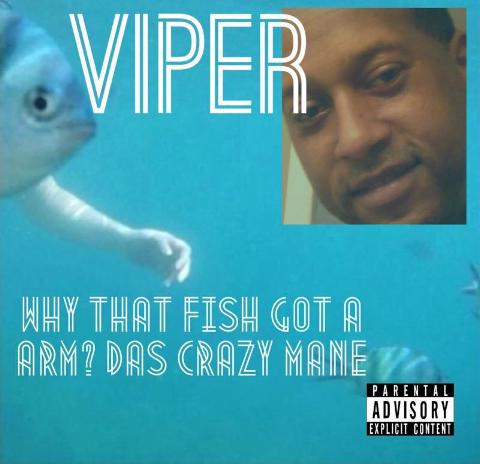 VIPER
WHY THAT FISH GOT A
ARM? DAS CRAZY MANE
PARENTAL
ADVISORY
EXPLICIT CONTENT